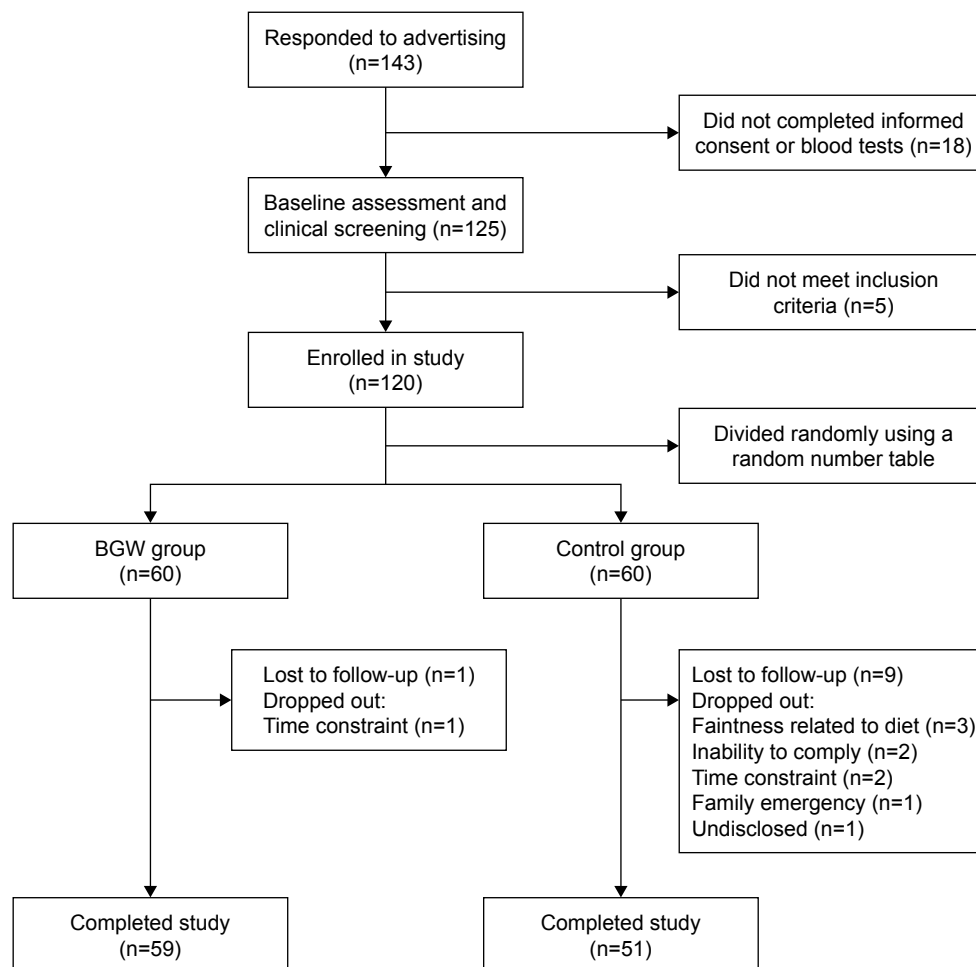 Responded to advertising
(n=143)
Did not completed informed
consent or blood tests (n=18)
Baseline assessment and
clinical screening (n=125)
Did not meet inclusion
criteria (n=5)
Enrolled in study
(n=120)
Divided randomly using a
random number table
BGW group
(n=60)
Control group
(n=60)
Lost to follow-up (n=1)
Dropped out:
Time constraint (n=1)
Lost to follow-up (n=9)
Dropped out:
Faintness related to diet (n=3)
Inability to comply (n=2)
Time constraint (n=2)
Family emergency (n=1)
Undisclosed (n=1)
Completed study
(n=59)
Completed study
(n=51)